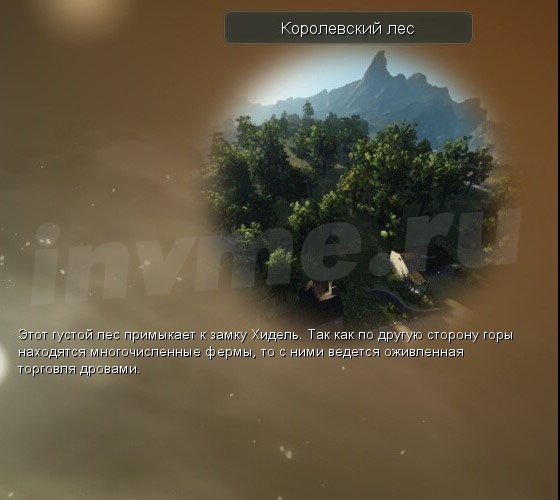 Королевский лес
invme.ru
Этот густой лес примыкает к замку Хидель. Так как по другую сторону горы
находятся многочисленные фермы, то с ними ведется оживленная
торговля дровами.